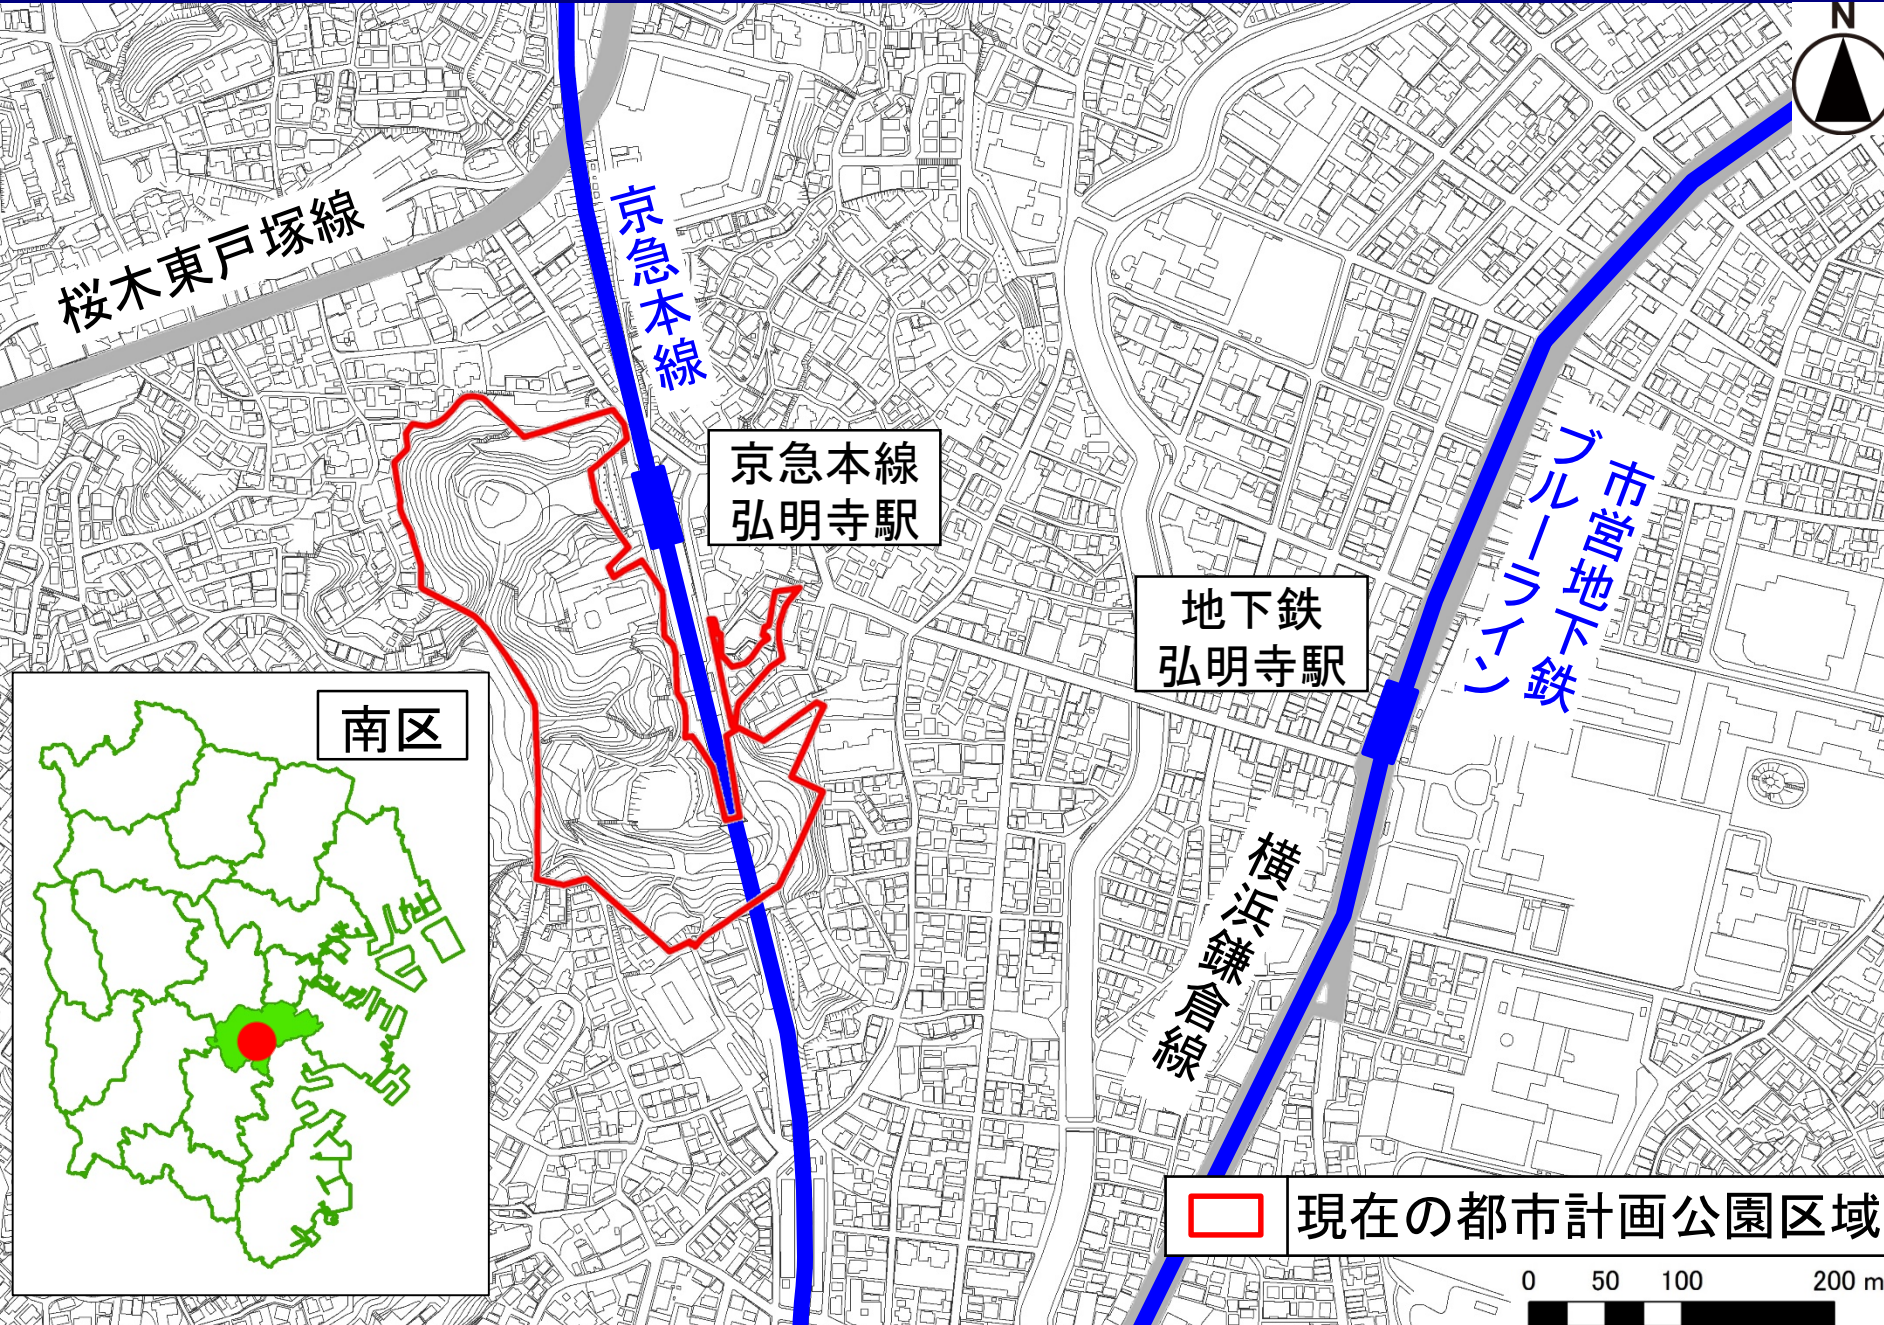 N
桜木東戸塚線
京急本線
京急本線
弘明寺駅
地下鉄
弘明寺駅
市営地下鉄
ブルーライン
南区
横浜鎌倉線
現在の都市計画公園区域
0 50 100 200 m